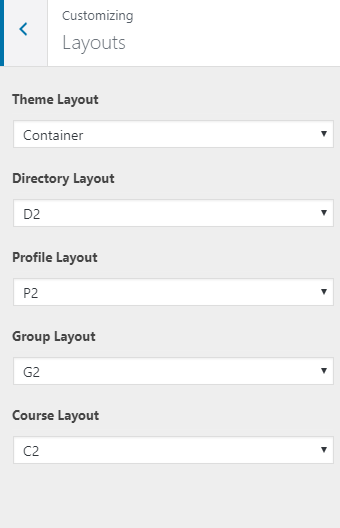 Customizing
Layouts
Theme Layout
Container
Directory Layout
D2
Profile Layout
P2
Group Layout
G2
Course Layout
C2